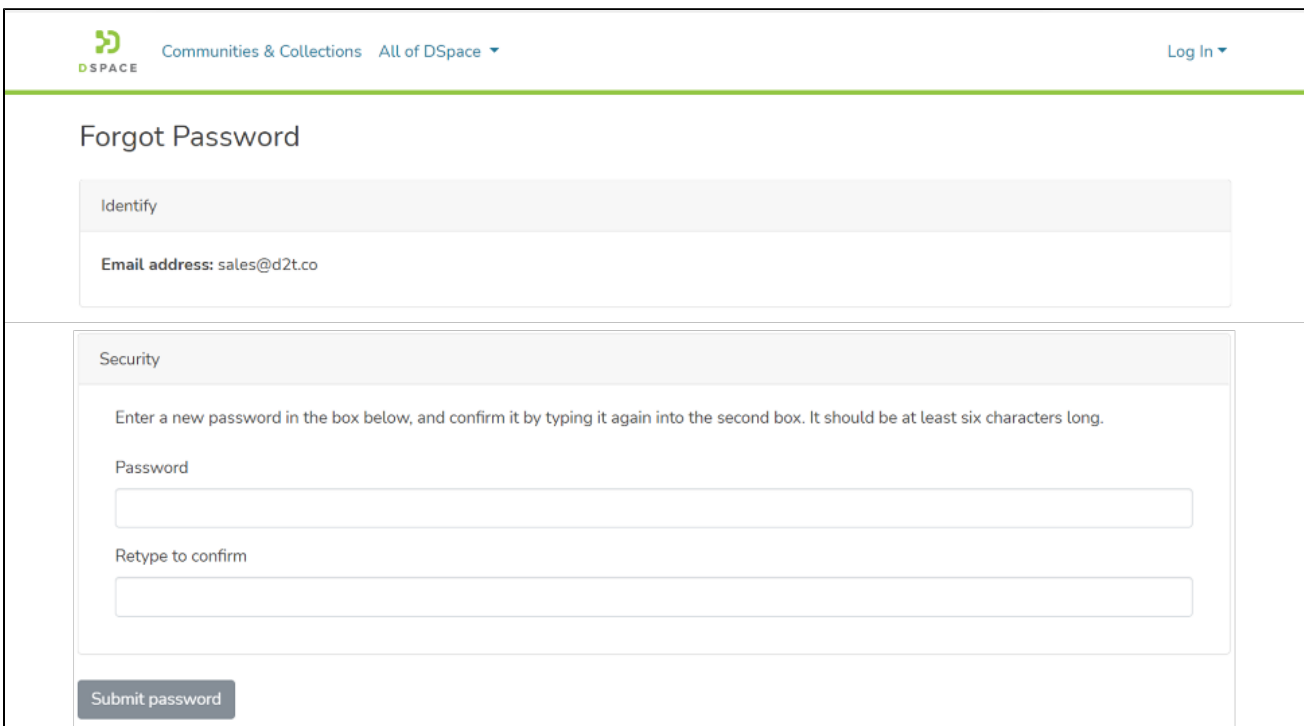 DSPACE
Communities & Collections All of DSpace
Log In
Forgot Password
Identify
Email address: sales@d2t.co
Security
Enter a new password in the box below, and confirm it by typing it again into the second box. It should be at least six characters long.
Password
Retype to confirm
Submit password